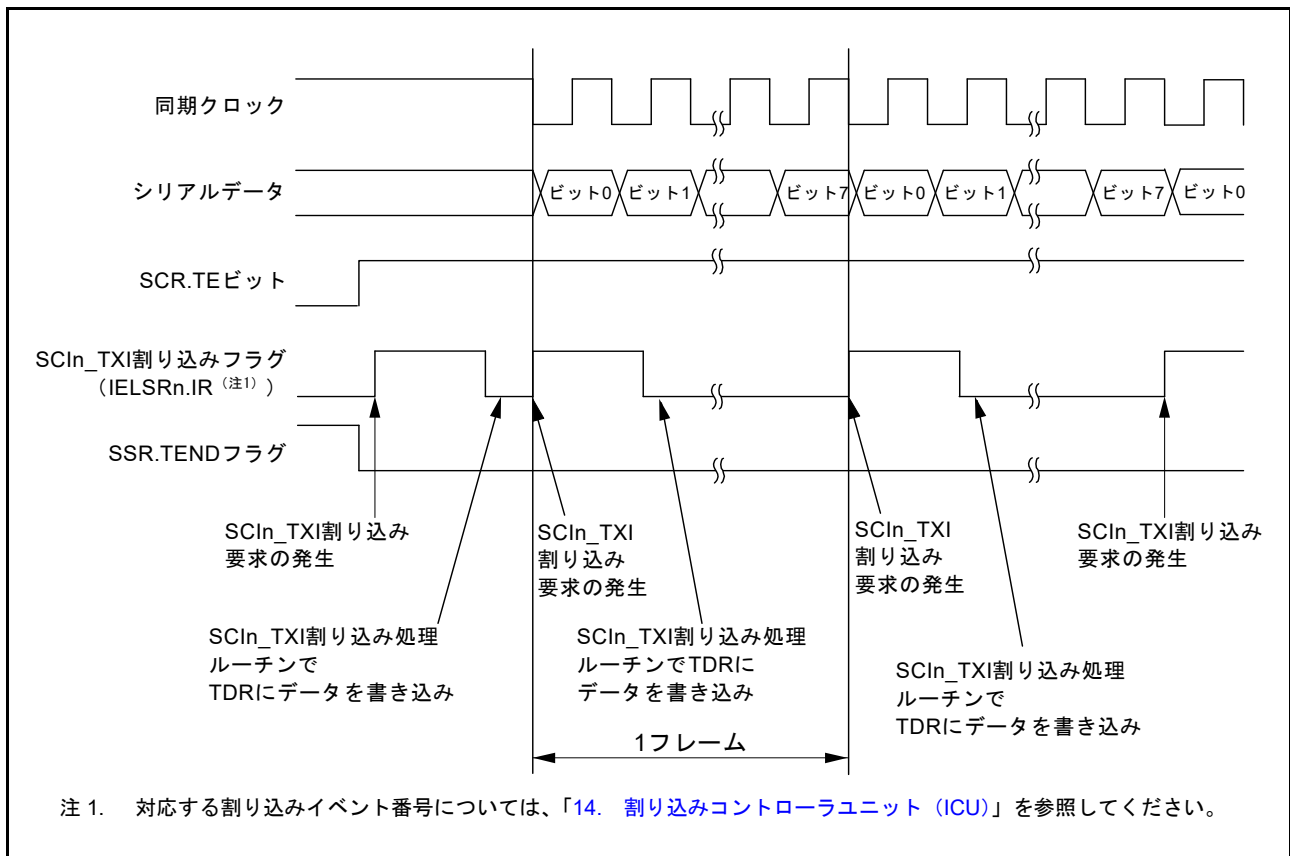 同期クロック
シリアルデータ
ビット0 ビット1 ビット7 ビット0 ビット1 ビット7 ビット0
SCR.TEビット
SCIn_TXI割り込みフラグ
（IELSRn.IR（注1））
SSR.TENDフラグ
SCIn_TXI割り込み
要求の発生
SCIn_TXI
割り込み
要求の発生
SCIn_TXI
割り込み
要求の発生
SCIn_TXI割り込み
要求の発生
SCIn_TXI割り込み処理
ルーチンで
TDRにデータを書き込み
SCIn_TXI割り込み処理
ルーチンでTDRに
データを書き込み
SCIn_TXI割り込み処理
ルーチンで
TDRにデータを書き込み
1フレーム
注 1. 対応する割り込みイベント番号については、「14. 割り込みコントローラユニット（ICU）」を参照してください。